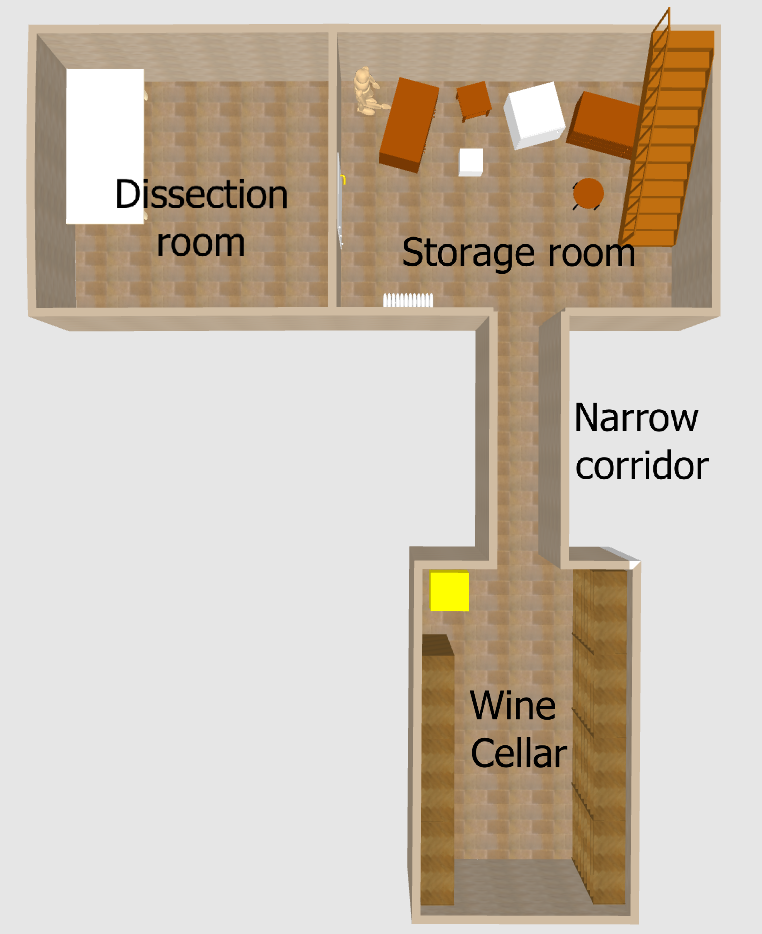 Dissection
room
Storage room
Narrow
corridor
Wine
Cellar